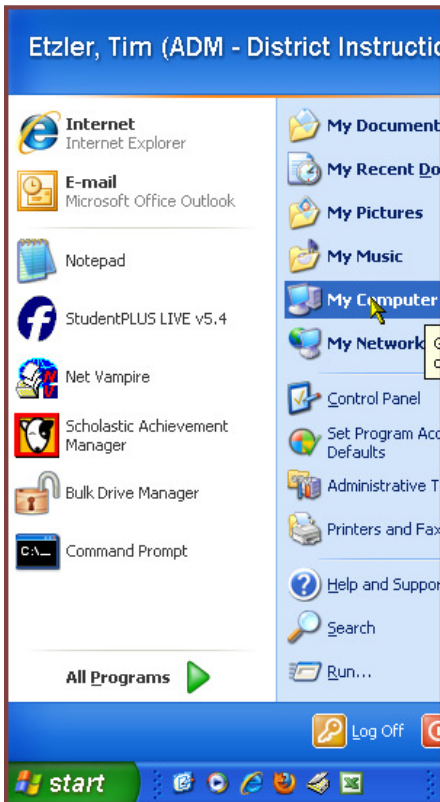 Etzler, Tim (ADM - District Instructio
Internet
Internet Explorer
E-mail
Microsoft Office Outlook
Notepad
StudentPLUS LIVE v5.4
Net Vampire
Scholastic Achievement
Manager
Bulk Drive Manager
C:\_
Command Prompt
All Programs
My Document
My Recent Do
My Pictures
My Music
My Computer
My Network
Control Panel
Set Program Acc
Defaults
Administrative T
Printers and Fax
Help and Suppor
Search
Run...
Log Off
start